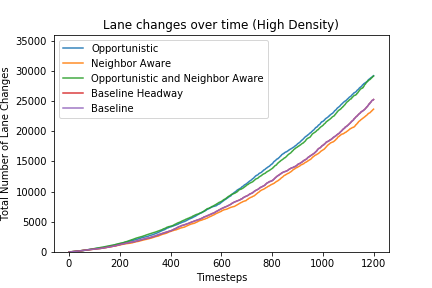 Lane changes over time (High Density)
Total Number of Lane Changes
35000
30000
25000
20000
15000
10000
5000
0
Opportunistic
Neighbor Aware
Opportunistic and Neighbor Aware
Baseline Headway
Baseline
0 200 400 600 800 1000 1200
Timesteps